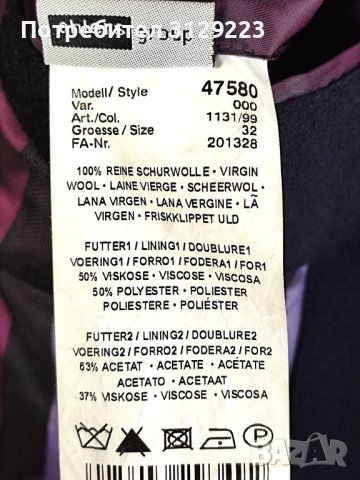 Потребител 3129223
group
Modell/ Style 47580
Var. 000
Art./Col. 1131/99
Groesse / Size 32
FA-Nr. 201328
100% REINE SCHURWOLLE • VIRGIN
WOOL • LAINE VIERGE • SCHEERWOL •
LANA VIRGEN • LANA VERGINE • LÃ
VIRGEN • FRISKKLIPPET ULD
FUTTER1 / LINING1 / DOUBLURE1
VOERING1 / FORRO1 / FODERA1 / FOR1
50% VISKOSE • VISCOSE • VISCOSA
50% POLYESTER • POLIESTER
POLIESTERE • POLIÉSTER
FUTTER2 / LINING2 / DOUBLURE2
VOERING2 / FORRO2 / FODERA2 / FOR2
63% ACETAT • ACETATE • ACÉTATE
ACETATO • ACETAAT
37% VISKOSE • VISCOSE • VISCOSA
P
BAZAR